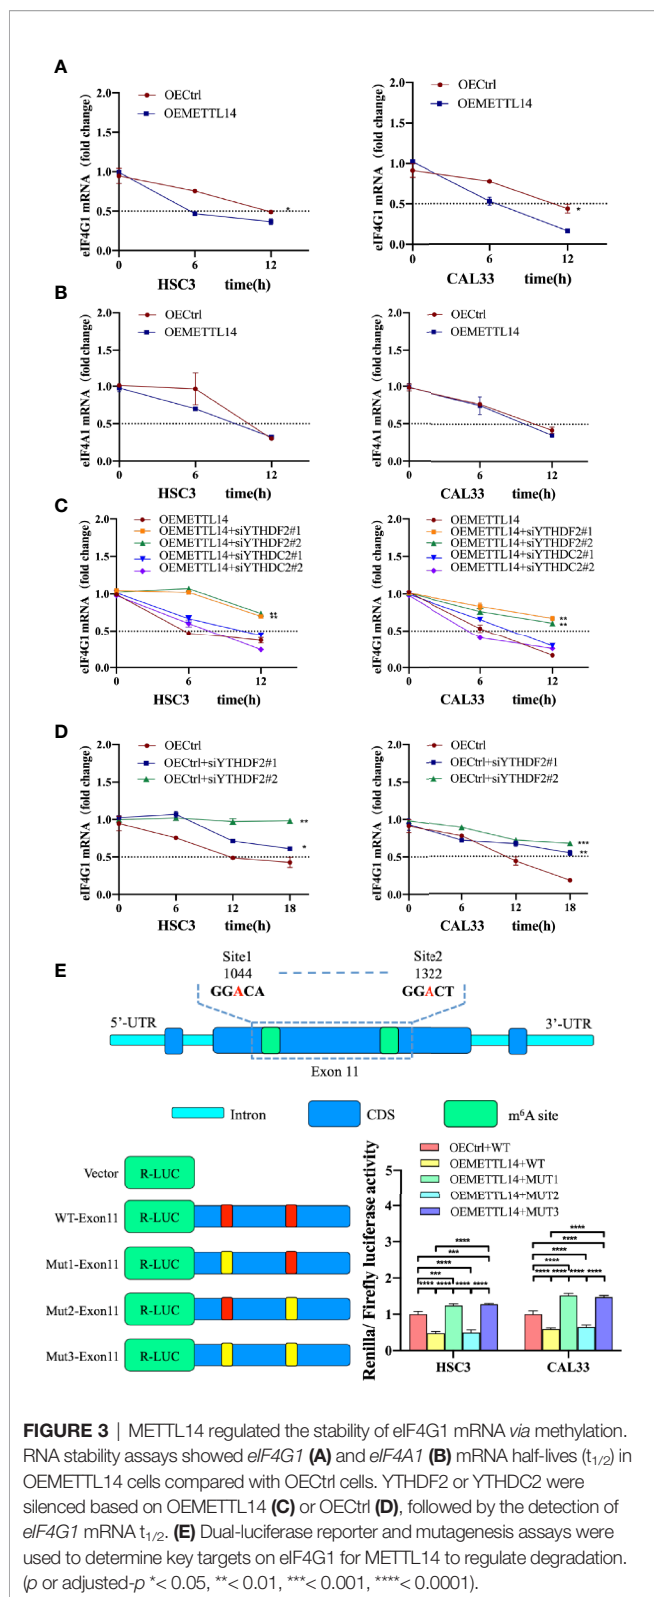 A
eIF4G1 mRNA (fold change)
2.0
1.5
1.0
0.5
0.0
OECtrl
OEMETTL14
*
0 6 12
HSC3 time(h)
eIF4G1 mRNA (fold change)
2.0
1.5
1.0
0.5
0.0
OECtrl
OEMETTL14
*
0 6 12
CAL33 time(h)
B
eIF4A1 mRNA (fold change)
2.0
1.5
1.0
0.5
0.0
OECtrl
OEMETTL14
0 6 12
HSC3 time(h)
eIF4A1 mRNA (fold change)
2.0
1.5
1.0
0.5
0.0
OECtrl
OEMETTL14
0 6 12
CAL33 time(h)
C
eIF4G1 mRNA (fold change)
2.0
1.5
1.0
0.5
0.0
OEMETTL14
OEMETTL14+siYTHDF2#1
OEMETTL14+siYTHDF2#2
OEMETTL14+siYTHDC2#1
OEMETTL14+siYTHDC2#2
**
**
0 6 12
HSC3 time(h)
eIF4G1 mRNA (fold change)
2.0
1.5
1.0
0.5
0.0
OEMETTL14
OEMETTL14+siYTHDF2#1
OEMETTL14+siYTHDF2#2
OEMETTL14+siYTHDC2#1
OEMETTL14+siYTHDC2#2
**
**
0 6 12
CAL33 time(h)
D
eIF4G1 mRNA (fold change)
2.0
1.5
1.0
0.5
0.0
OECtrl
OECtrl+siYTHDF2#1
OECtrl+siYTHDF2#2
**
*
0 6 12 18
HSC3 time(h)
eIF4G1 mRNA (fold change)
2.0
1.5
1.0
0.5
0.0
OECtrl
OECtrl+siYTHDF2#1
OECtrl+siYTHDF2#2
***
**
0 6 12 18
CAL33 time(h)
E
Site1 Site2
1044 1322
GGACA GGACT
5'-UTR 3'-UTR
Exon 11
Intron CDS m⁶A site
Vector R-LUC
WT-Exon11 R-LUC
Mut1-Exon11 R-LUC
Mut2-Exon11 R-LUC
Mut3-Exon11 R-LUC
Renilla/ Firefly luciferase activity
5
4
3
2
1
0
OECtrl+WT
OEMETTL14+WT
OEMETTL14+MUT1
OEMETTL14+MUT2
OEMETTL14+MUT3
****
***
****
***
**** **** **** ****
****
****
****
****
**** **** **** ****
HSC3 CAL33
FIGURE 3 | METTL14 regulated the stability of eIF4G1 mRNA via methylation.
RNA stability assays showed eIF4G1 (A) and eIF4A1 (B) mRNA half-lives (t1/2) in
OEMETTL14 cells compared with OECtrl cells. YTHDF2 or YTHDC2 were
silenced based on OEMETTL14 (C) or OECtrl (D), followed by the detection of
eIF4G1 mRNA t1/2. (E) Dual-luciferase reporter and mutagenesis assays were
used to determine key targets on eIF4G1 for METTL14 to regulate degradation.
(p or adjusted-p *< 0.05, **< 0.01, ***< 0.001, ****< 0.0001).